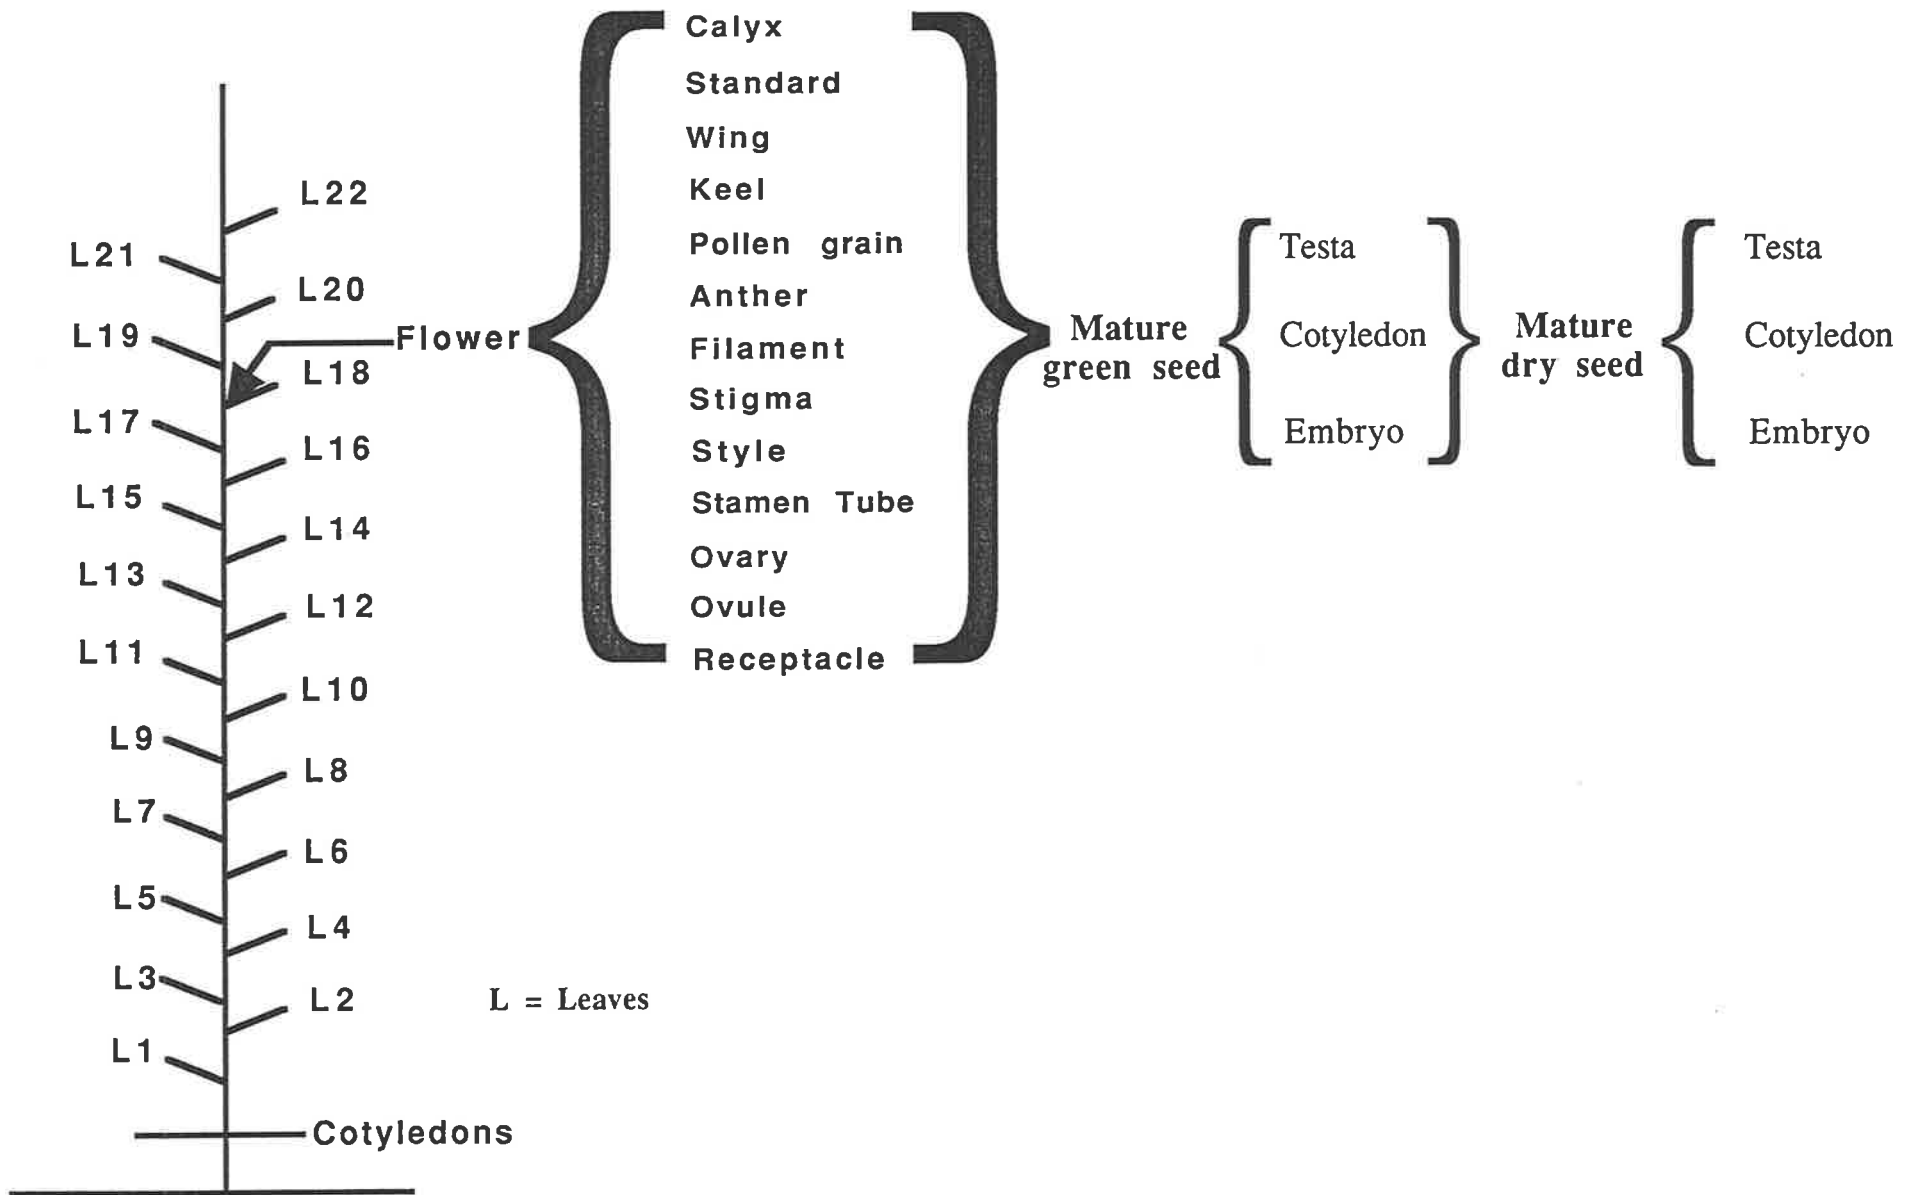 Calyx
Standard
Wing
Keel
Pollen grain
Anther
Filament
Stigma
Style
Stamen Tube
Ovary
Ovule
Receptacle
L22
L21
L20
L19
Flower
L18
L17
L16
L15
L14
L13
L12
L11
L10
L9
L8
L7
L6
L5
L4
L3
L2
L1
Cotyledons
L = Leaves
Mature
green seed
Testa
Cotyledon
Embryo
Mature
dry seed
Testa
Cotyledon
Embryo